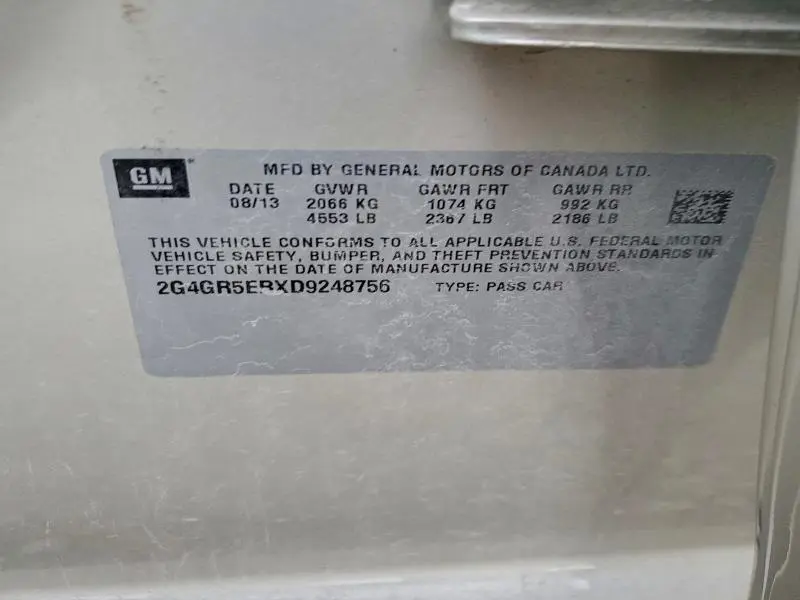 GM
MFD BY GENERAL MOTORS OF CANADA LTD.
DATE GVWR GAWR FRT GAWR RR
08/13 2066 KG 1074 KG 992 KG
4553 LB 2367 LB 2186 LB
THIS VEHICLE CONFORMS TO ALL APPLICABLE U.S. FEDERAL MOTOR
VEHICLE SAFETY, BUMPER, AND THEFT PREVENTION STANDARDS IN
EFFECT ON THE DATE OF MANUFACTURE SHOWN ABOVE.
2G4GR5ERXD9248756 TYPE: PASS CAR